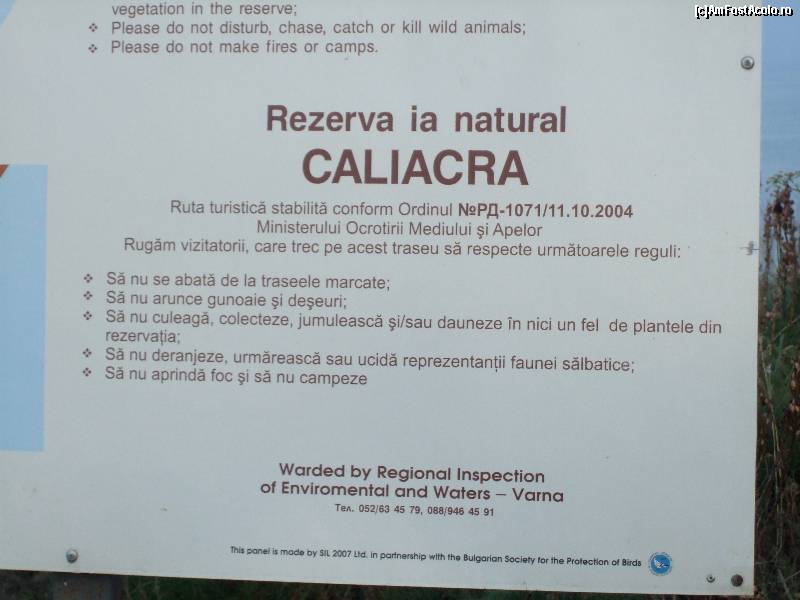 [c]AmFostAcolo.ro
vegetation in the reserve;
❖ Please do not disturb, chase, catch or kill wild animals;
❖ Please do not make fires or camps.
Rezerva ia natural
CALIACRA
Ruta turistică stabilită conform Ordinul №РД-1071/11.10.2004
Ministerului Ocrotirii Mediului şi Apelor
Rugăm vizitatorii, care trec pe acest traseu să respecte următoarele reguli:
❖ Să nu se abată de la traseele marcate;
❖ Să nu arunce gunoaie şi deşeuri;
❖ Să nu culeagă, colecteze, jumulească şi/sau dauneze în nici un fel de plantele din
rezervaţia;
❖ Să nu deranjeze, urmărească sau ucidă reprezentanţii faunei sălbatice;
❖ Să nu aprindă foc şi să nu campeze
Warded by Regional Inspection
of Enviromental and Waters – Varna
Тел. 052/63 45 79, 088/946 45 91
This panel is made by SIL 2007 Ltd. in partnership with the Bulgarian Society for the Protection of Birds